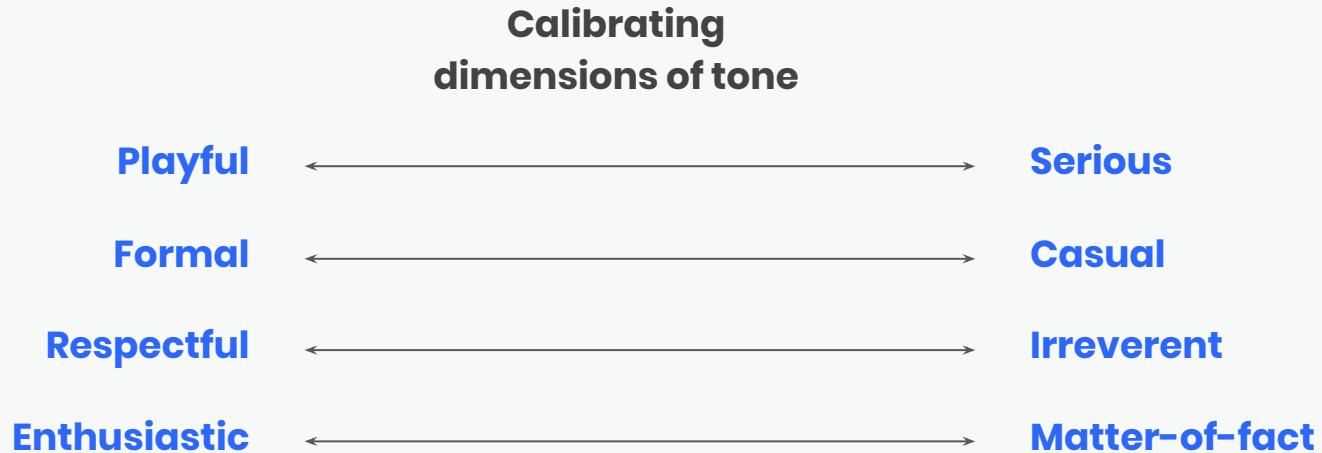 Calibrating
dimensions of tone
Playful Serious
Formal Casual
Respectful Irreverent
Enthusiastic Matter-of-fact